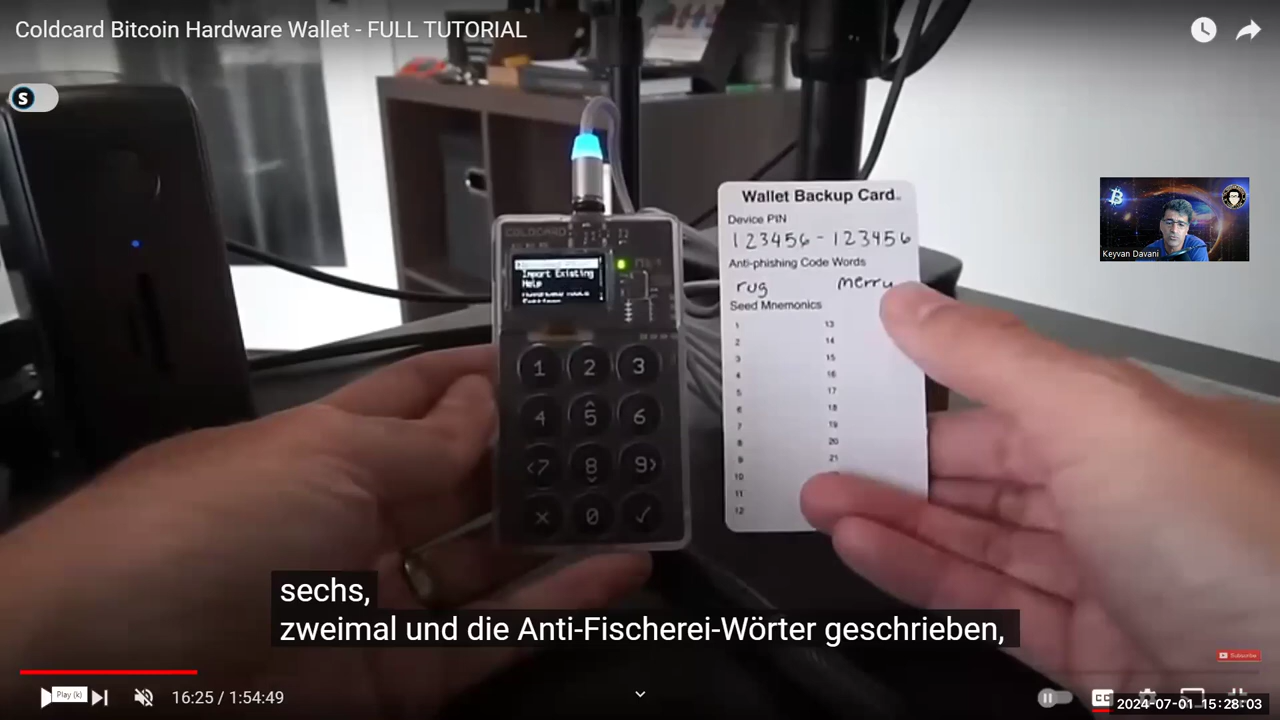 Coldcard Bitcoin Hardware Wallet - FULL TUTORIAL
S
Keyvan Davani
COLDCARD
Import Existing
Help
Wallet Backup Card
Device PIN
123456 - 123456
Anti-phishing Code Words
rug merry
Seed Mnemonics
1 13
2 14
3 15
4 16
5 17
6 18
7 19
8 20
9 21
10
11
12
1 2 3
4 5 6
<7 8 9>
X 0 ✓
sechs,
zweimal und die Anti-Fischerei-Wörter geschrieben,
Subscribe
Play (k)
16:25 / 1:54:49
CC
2024-07-01 15:28:03